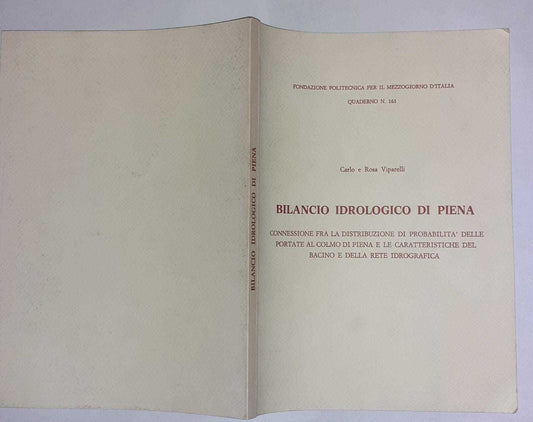 FONDAZIONE POLITECNICA PER IL MEZZOGIORNO D'ITALIA
QUADERNO N. 161
Carlo e Rosa Viparelli
BILANCIO IDROLOGICO DI PIENA
CONNESSIONE FRA LA DISTRIBUZIONE DI PROBABILITA' DELLE
PORTATE AL COLMO DI PIENA E LE CARATTERISTICHE DEL
BACINO E DELLA RETE IDROGRAFICA
BILANCIO IDROLOGICO DI PIENA